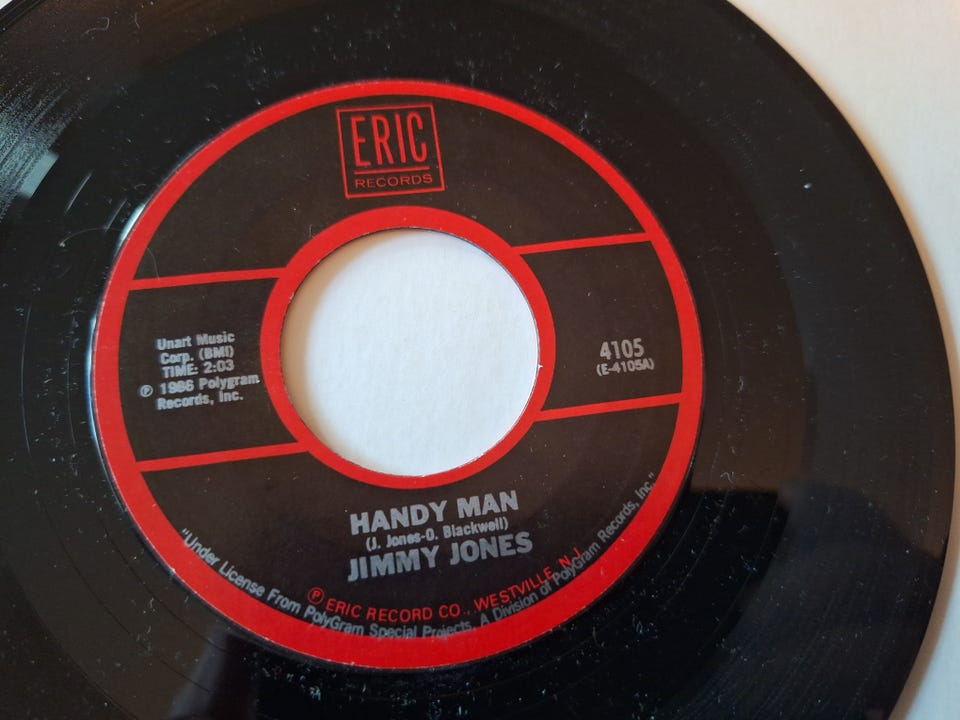 ERIC
RECORDS
Unart Music
Corp. (BMI)
TIME: 2:03
℗ 1986 Polygram
Records, Inc.
4105
(E-4105A)
HANDY MAN
(J. Jones-O. Blackwell)
JIMMY JONES
℗ ERIC RECORD CO., WESTVILLE, N.J.
"Under License From PolyGram Special Projects, A Division of PolyGram Records, Inc."